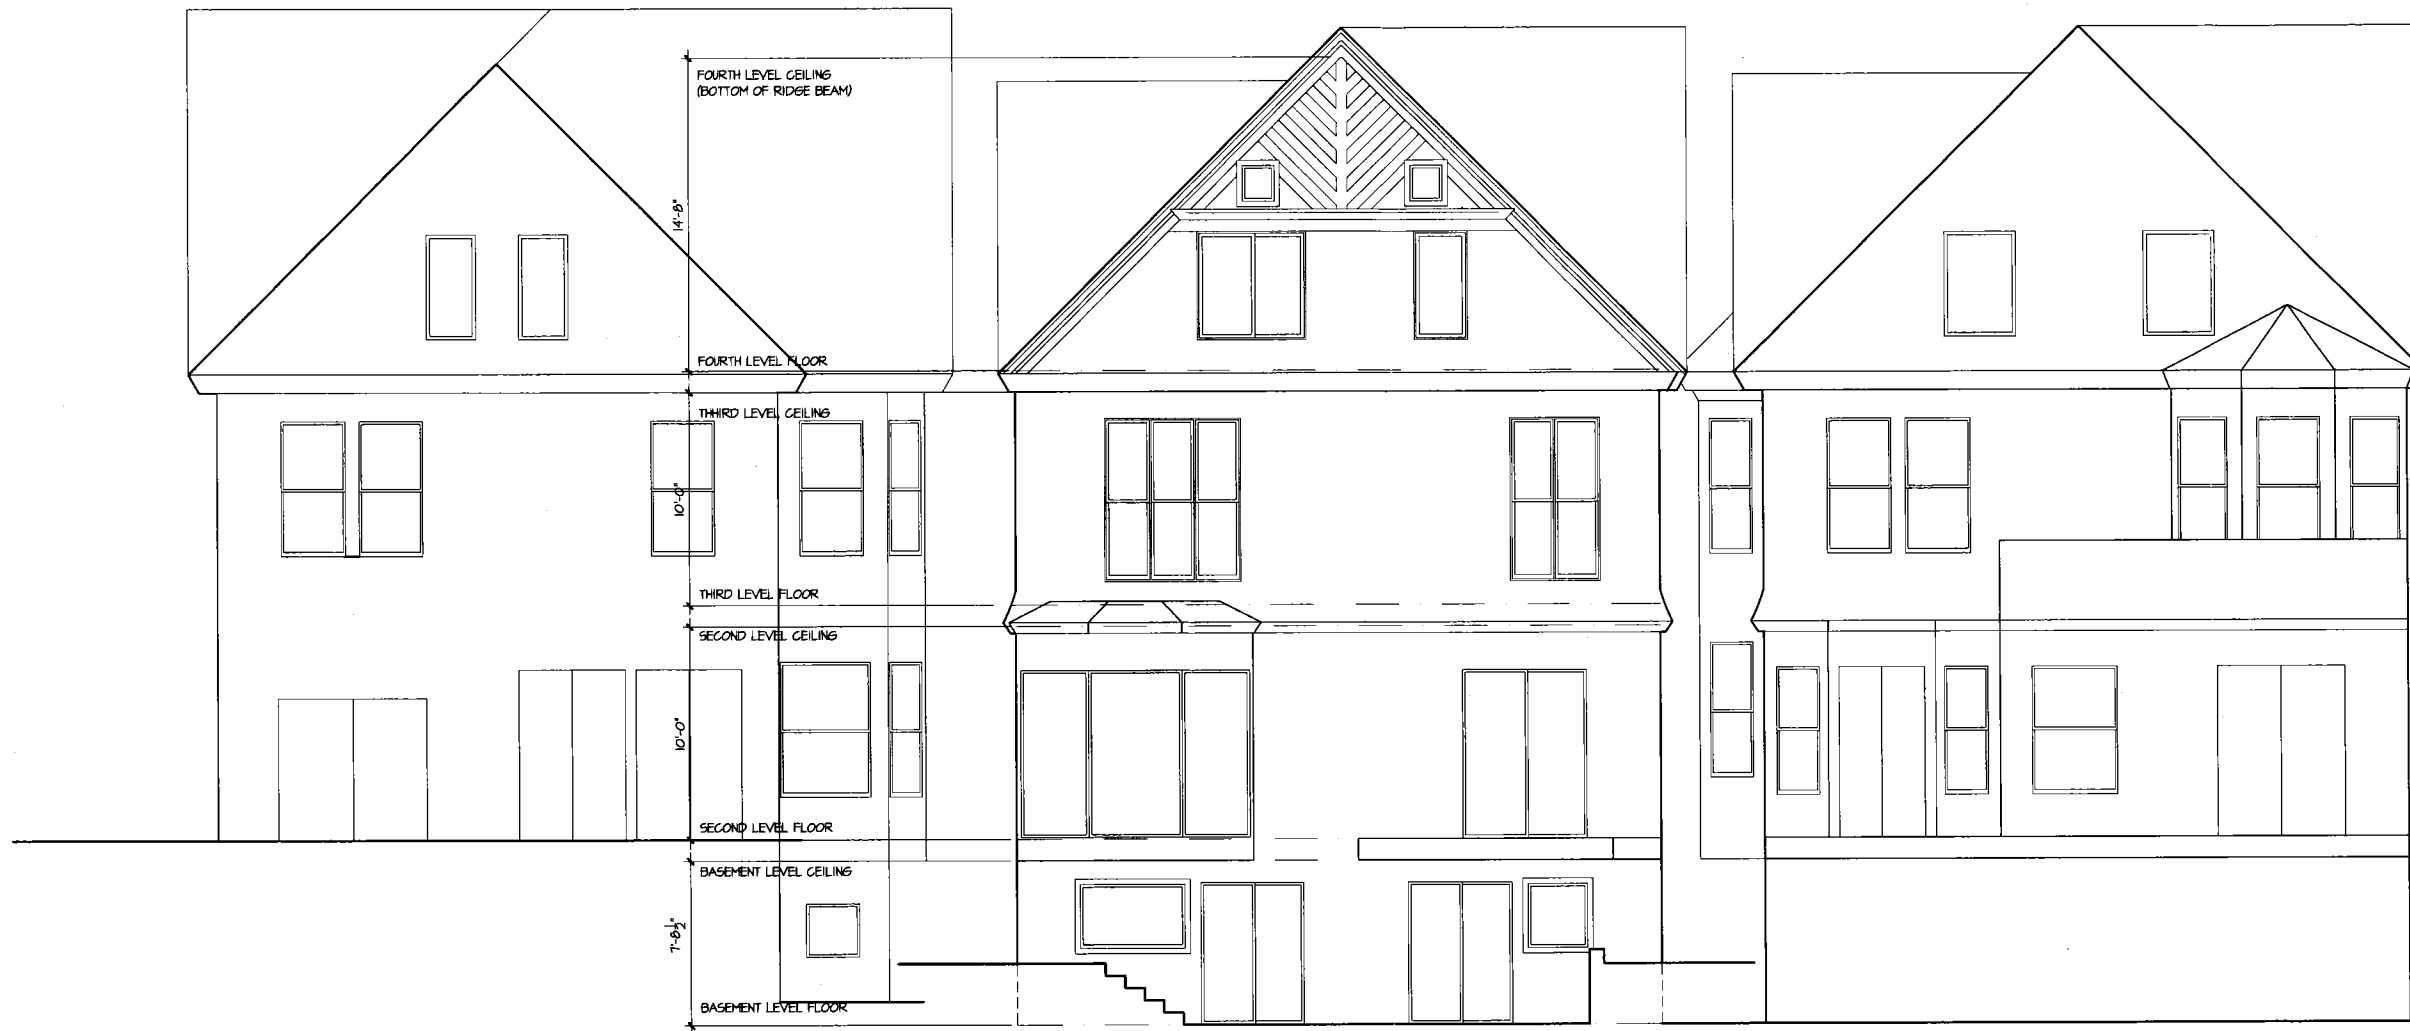 FOURTH LEVEL CEILING
(BOTTOM OF RIDGE BEAM)
14'-8"
FOURTH LEVEL FLOOR
THHIRD LEVEL CEILING
10'-0"
THIRD LEVEL FLOOR
SECOND LEVEL CEILING
10'-0"
SECOND LEVEL FLOOR
BASEMENT LEVEL CEILING
7'-8½"
BASEMENT LEVEL FLOOR